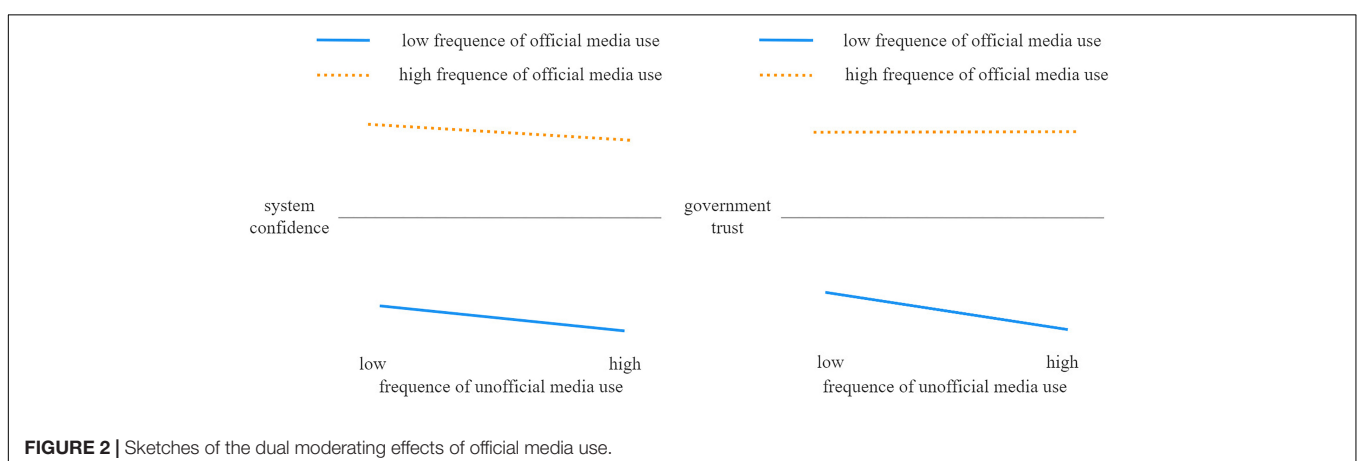 low frequence of official media use
high frequence of official media use
system
confidence
low
high
frequence of unofficial media use
low frequence of official media use
high frequence of official media use
government
trust
low
high
frequence of unofficial media use
FIGURE 2 | Sketches of the dual moderating effects of official media use.